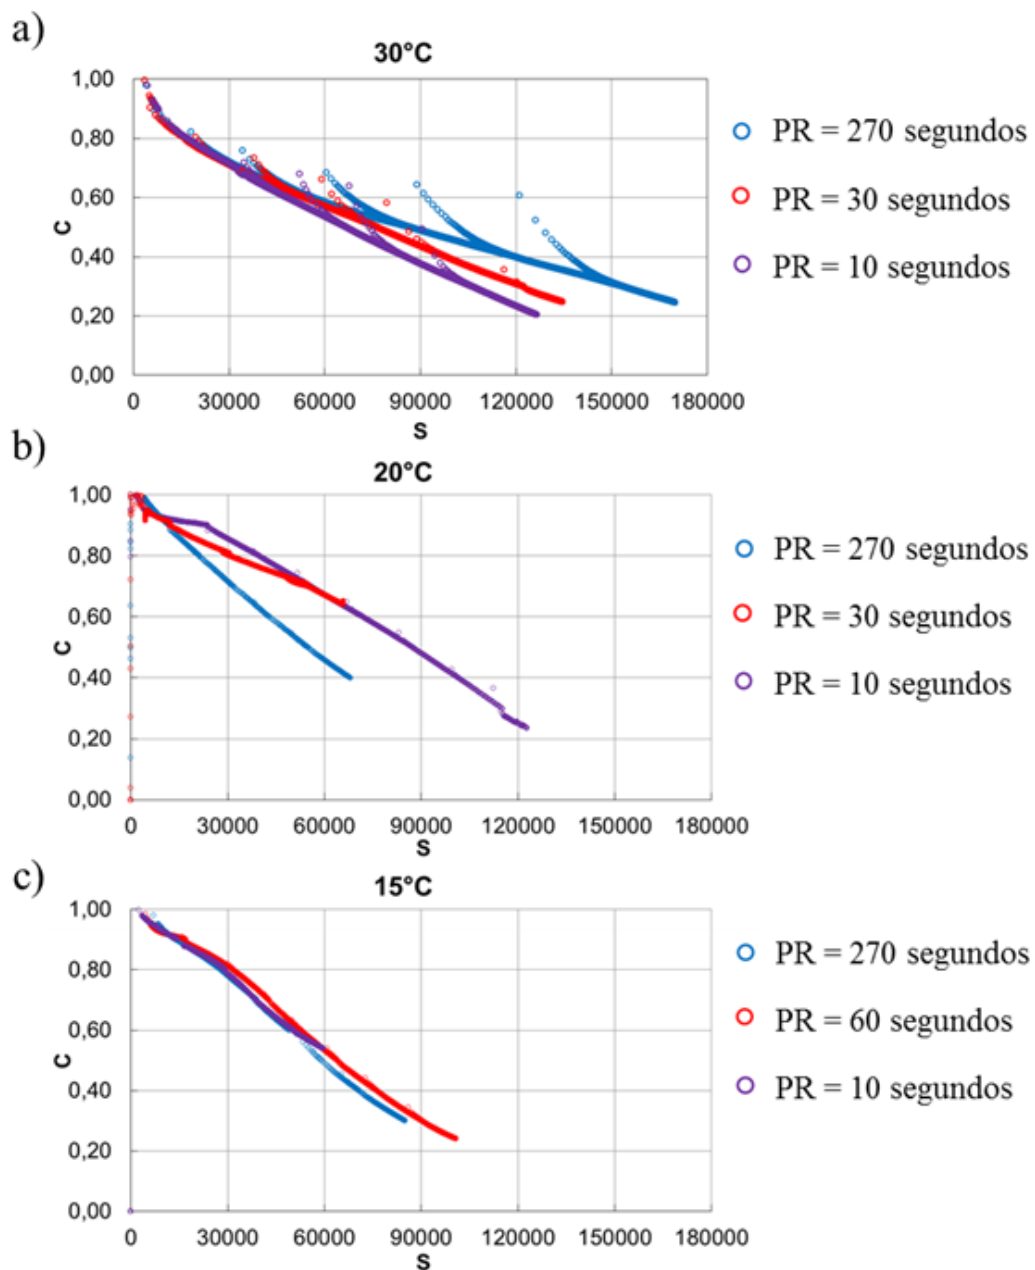 a)
30°C
1,00
0,80
0,60
0,40
0,20
0,00
C
0 30000 60000 90000 120000 150000 180000
S
PR = 270 segundos
PR = 30 segundos
PR = 10 segundos
b)
20°C
1,00
0,80
0,60
0,40
0,20
0,00
C
0 30000 60000 90000 120000 150000 180000
S
PR = 270 segundos
PR = 30 segundos
PR = 10 segundos
c)
15°C
1,00
0,80
0,60
0,40
0,20
0,00
C
0 30000 60000 90000 120000 150000 180000
S
PR = 270 segundos
PR = 60 segundos
PR = 10 segundos